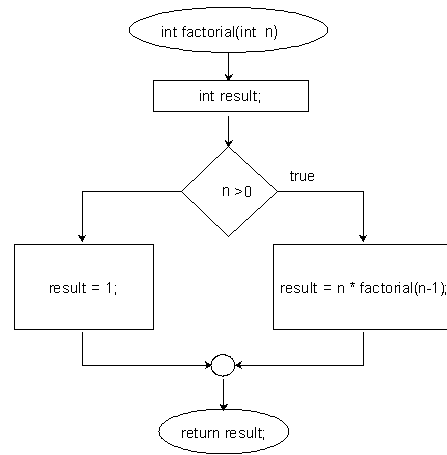 int factorial(int n)
int result;
n >0
true
result = 1;
result = n * factorial(n-1);
return result;